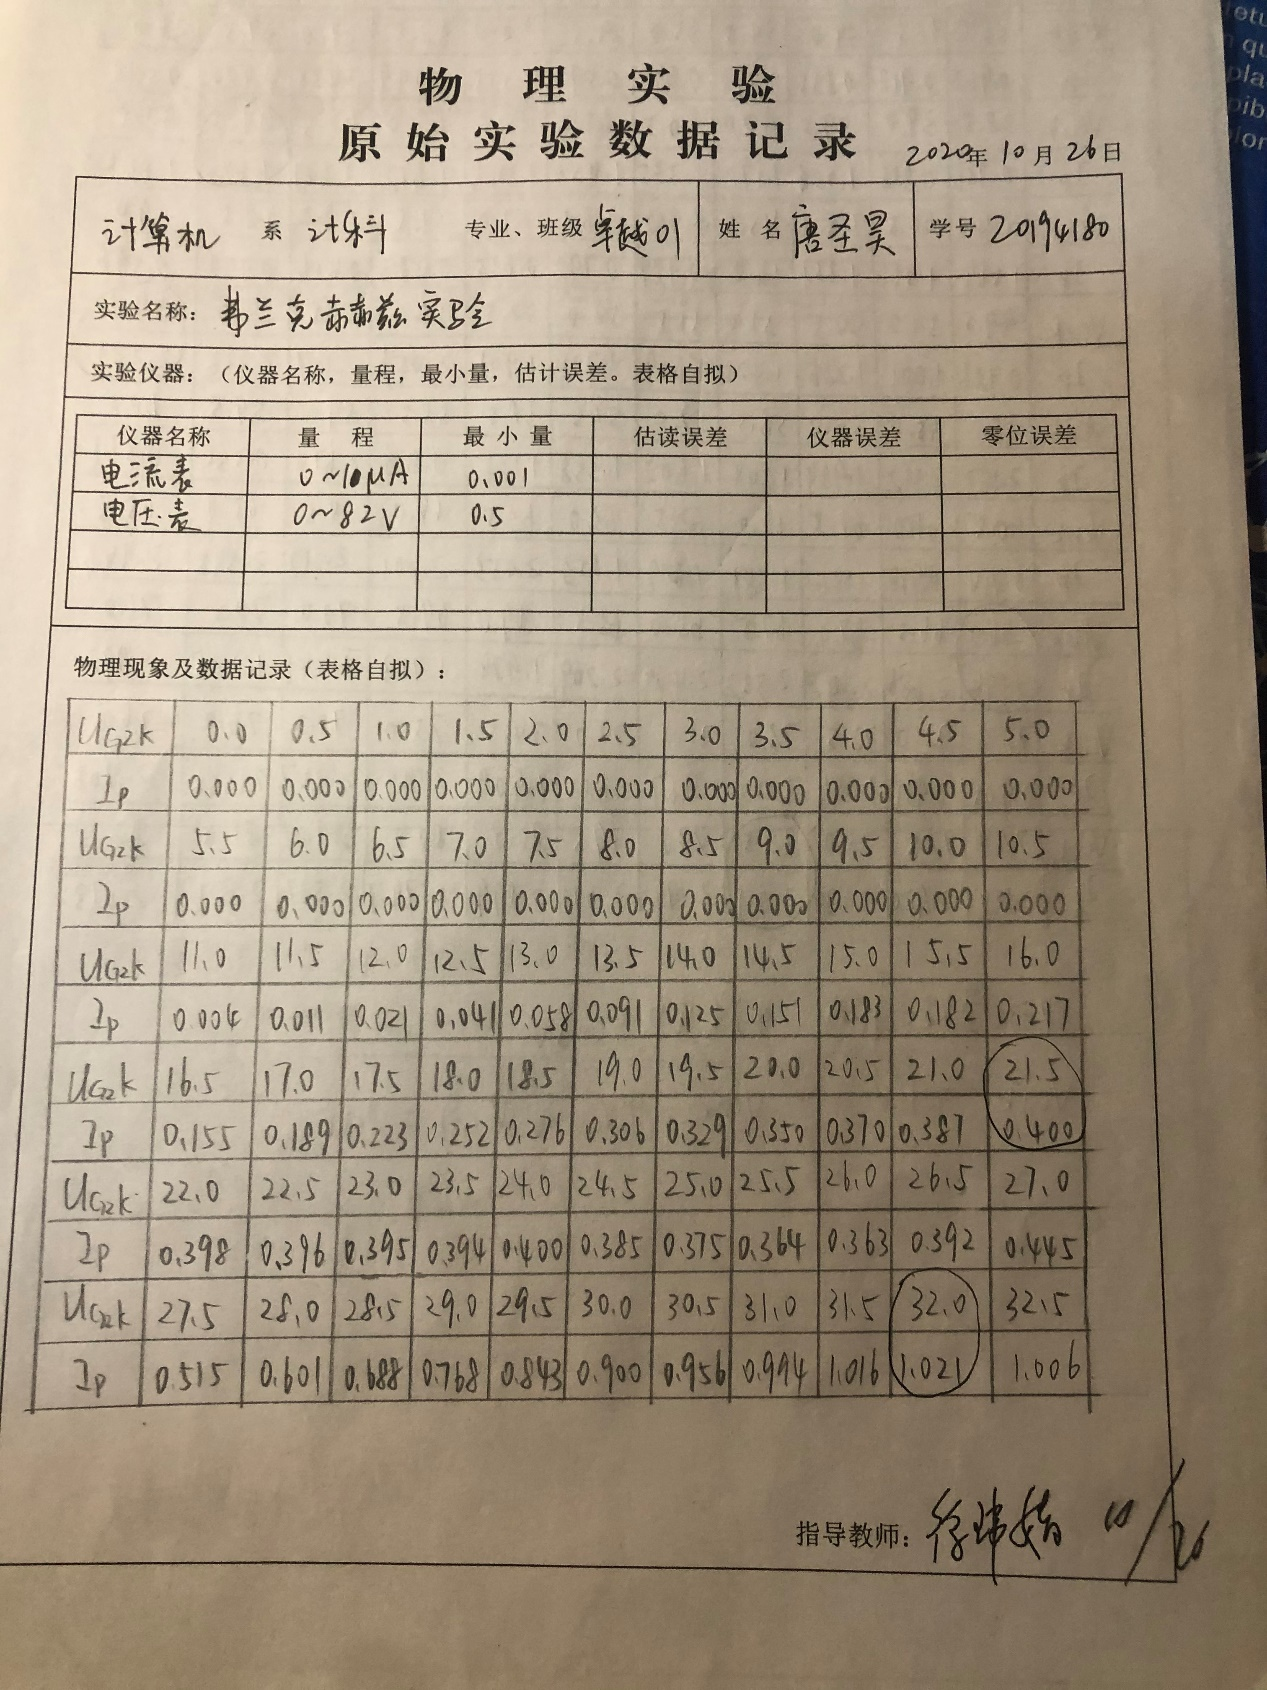 物理实验
原始实验数据记录 2020年10月26日
计算机 系 计科 专业、班级 卓越01 姓名 唐圣昊 学号 20194180
实验名称：弗兰克赫兹实验
实验仪器：（仪器名称，量程，最小量，估计误差。表格自拟）
仪器名称 量程 最小量 估读误差 仪器误差 零位误差
电流表 0~10μA 0.001
电压表 0~82V 0.5
物理现象及数据记录（表格自拟）：
UG2K 0.0 0.5 1.0 1.5 2.0 2.5 3.0 3.5 4.0 4.5 5.0
Ip 0.000 0.000 0.000 0.000 0.000 0.000 0.000 0.000 0.000 0.000 0.000
UG2K 5.5 6.0 6.5 7.0 7.5 8.0 8.5 9.0 9.5 10.0 10.5
Ip 0.000 0.000 0.000 0.000 0.000 0.000 0.000 0.000 0.000 0.000 0.000
UG2K 11.0 11.5 12.0 12.5 13.0 13.5 14.0 14.5 15.0 15.5 16.0
Ip 0.004 0.011 0.021 0.041 0.058 0.091 0.125 0.151 0.183 0.182 0.217
UG2K 16.5 17.0 17.5 18.0 18.5 19.0 19.5 20.0 20.5 21.0 21.5
Ip 0.155 0.189 0.223 0.252 0.276 0.306 0.329 0.350 0.370 0.387 0.400
UG2K 22.0 22.5 23.0 23.5 24.0 24.5 25.0 25.5 26.0 26.5 27.0
Ip 0.398 0.396 0.395 0.394 0.400 0.385 0.375 0.364 0.363 0.392 0.445
UG2K 27.5 28.0 28.5 29.0 29.5 30.0 30.5 31.0 31.5 32.0 32.5
Ip 0.515 0.601 0.688 0.768 0.843 0.900 0.956 0.994 1.016 1.021 1.006
指导教师： 10/26